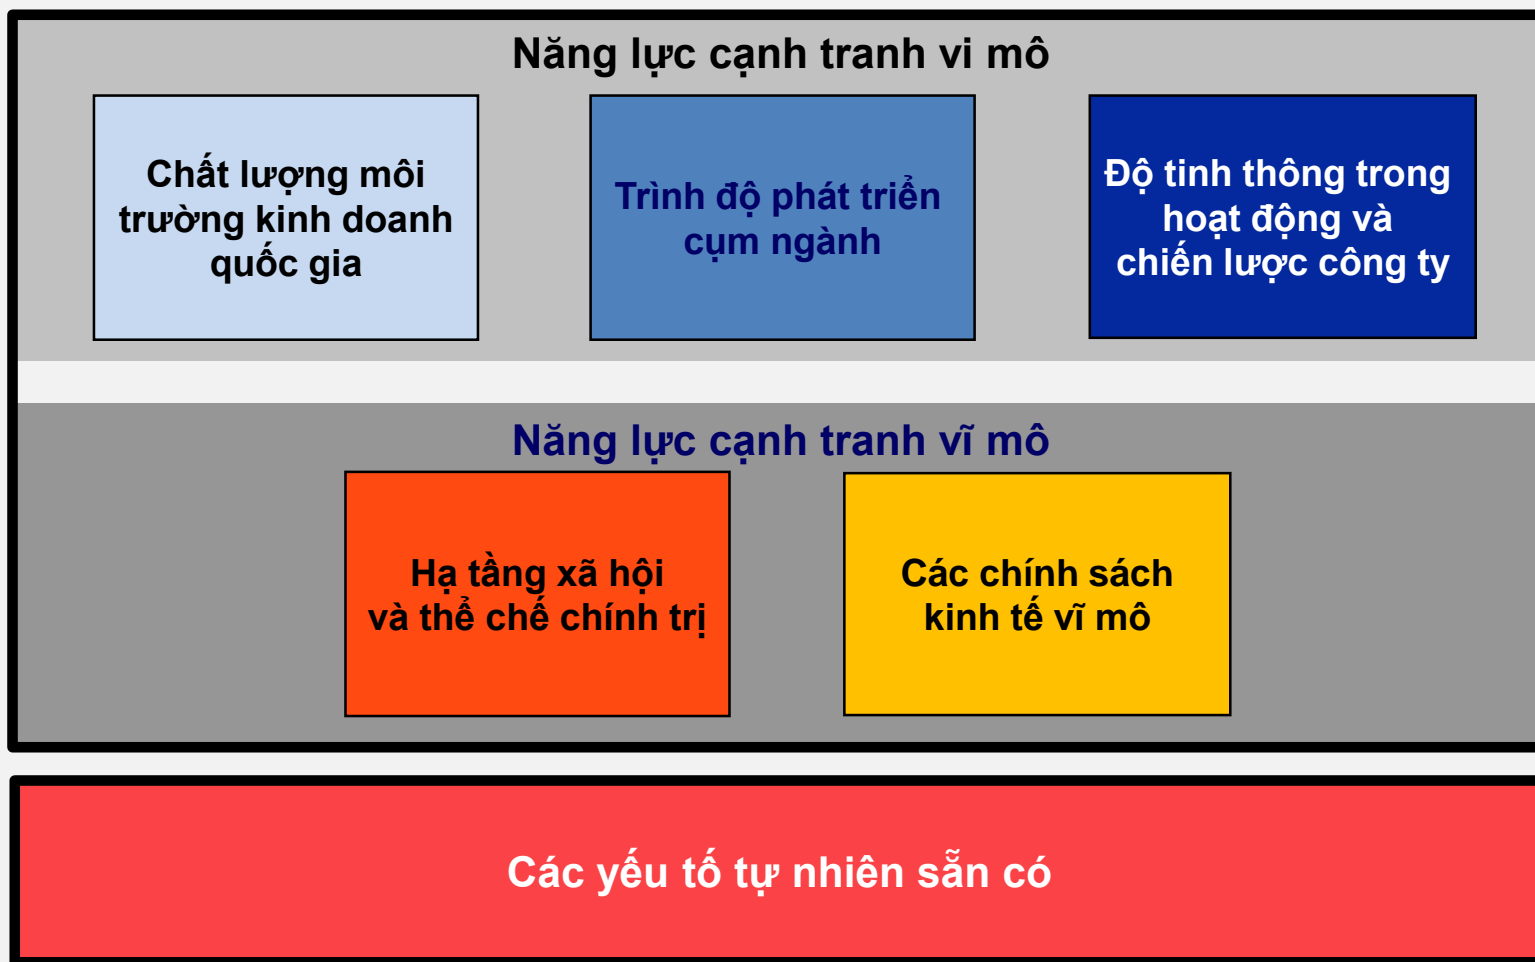 Năng lực cạnh tranh vi mô
Chất lượng môi
trường kinh doanh
quốc gia
Trình độ phát triển
cụm ngành
Độ tinh thông trong
hoạt động và
chiến lược công ty
Năng lực cạnh tranh vĩ mô
Hạ tầng xã hội
và thể chế chính trị
Các chính sách
kinh tế vĩ mô
Các yếu tố tự nhiên sẵn có